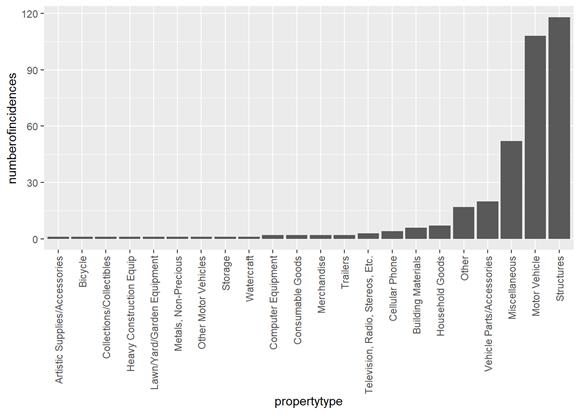 120
90
60
30
0
numberofincidences
Artistic Supplies/Accessories
Bicycle
Collections/Collectibles
Heavy Construction Equip
Lawn/Yard/Garden Equipment*
Metals, Non-Precious
Other Motor Vehicles
Storage
Watercraft
Computer Equipment
Consumable Goods
Merchandise
Trailers
Television, Radio, Stereos, Etc.
Cellular Phone
Building Materials
Household Goods
Other
Vehicle Parts/Accessories
Miscellaneous
Motor Vehicle
Structures
propertytype